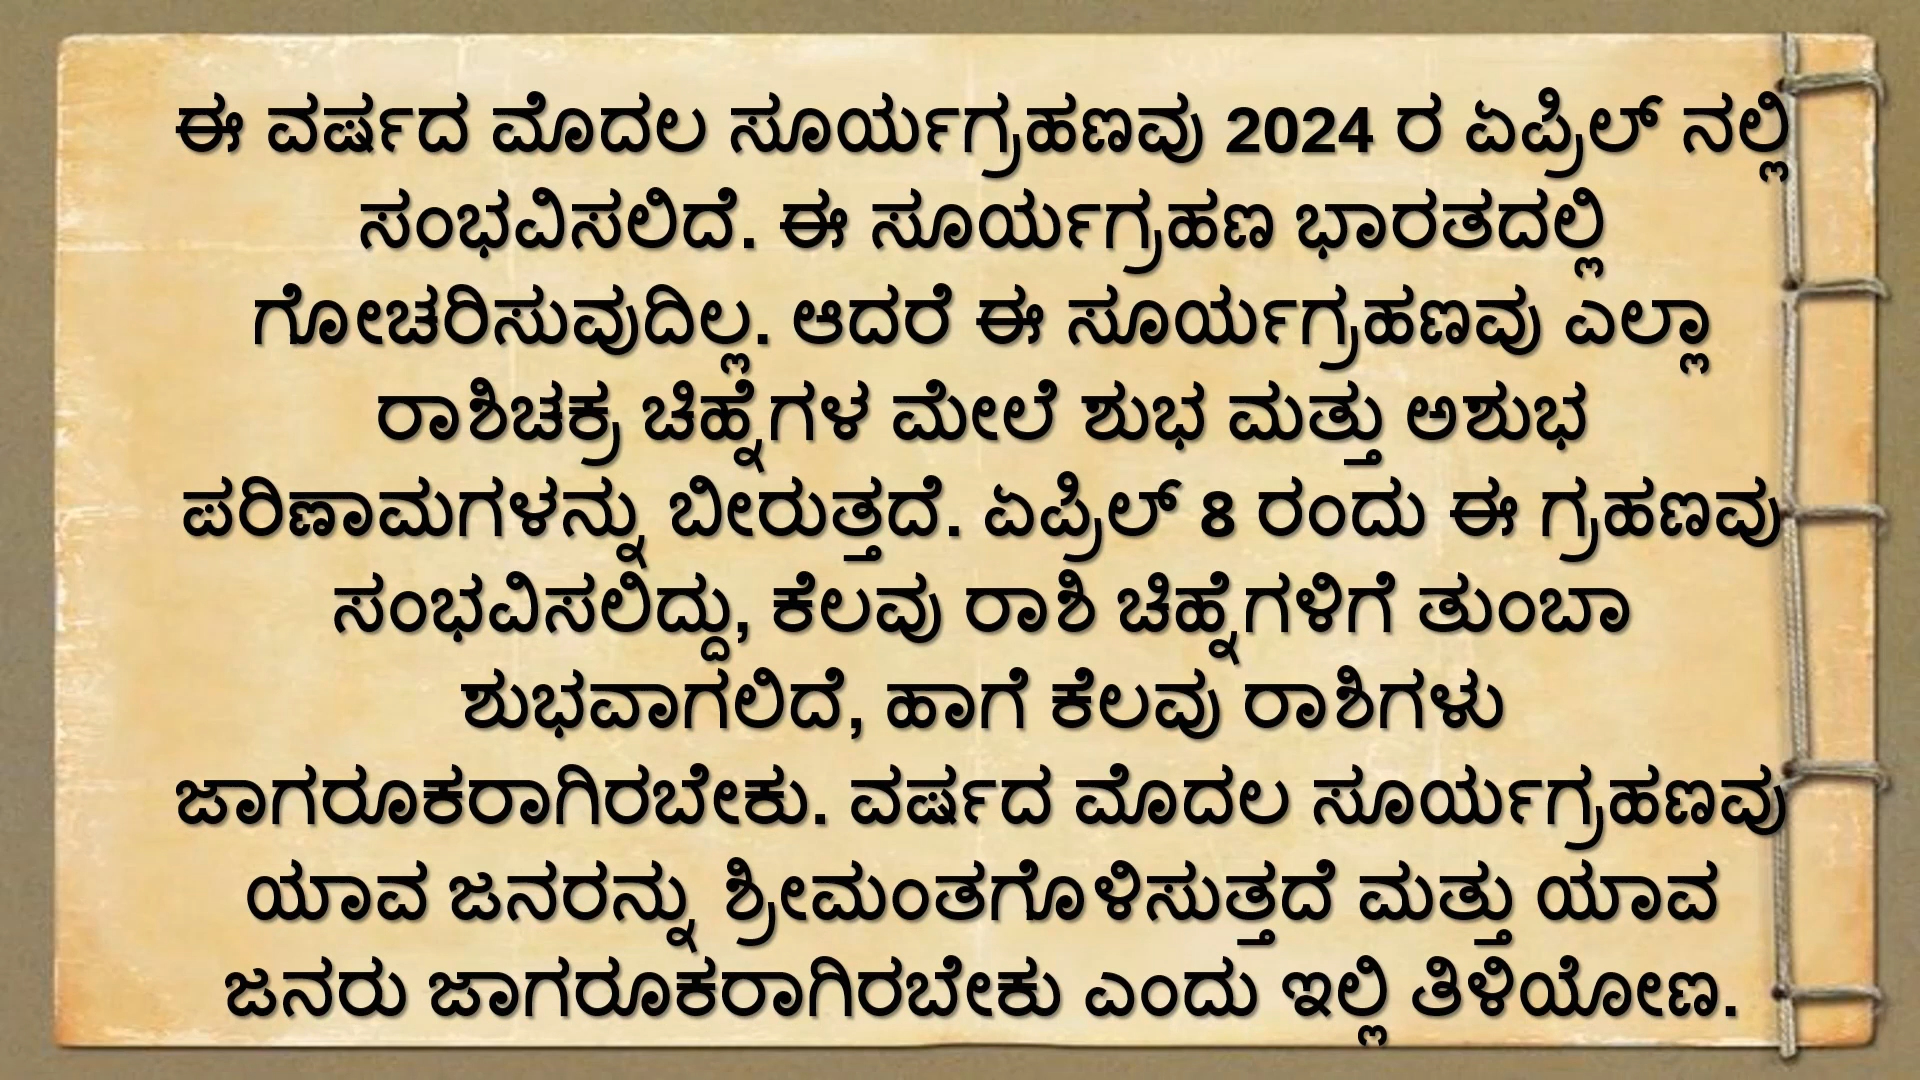 ಈ ವರ್ಷದ ಮೊದಲ ಸೂರ್ಯಗ್ರಹಣವು 2024 ರ ಏಪ್ರಿಲ್ ನಲ್ಲಿ
ಸಂಭವಿಸಲಿದೆ. ಈ ಸೂರ್ಯಗ್ರಹಣ ಭಾರತದಲ್ಲಿ
ಗೋಚರಿಸುವುದಿಲ್ಲ. ಆದರೆ ಈ ಸೂರ್ಯಗ್ರಹಣವು ಎಲ್ಲಾ
ರಾಶಿಚಕ್ರ ಚಿಹ್ನೆಗಳ ಮೇಲೆ ಶುಭ ಮತ್ತು ಅಶುಭ
ಪರಿಣಾಮಗಳನ್ನು ಬೀರುತ್ತದೆ. ಏಪ್ರಿಲ್ 8 ರಂದು ಈ ಗ್ರಹಣವು
ಸಂಭವಿಸಲಿದ್ದು, ಕೆಲವು ರಾಶಿ ಚಿಹ್ನೆಗಳಿಗೆ ತುಂಬಾ
ಶುಭವಾಗಲಿದೆ, ಹಾಗೆ ಕೆಲವು ರಾಶಿಗಳು
ಜಾಗರೂಕರಾಗಿರಬೇಕು. ವರ್ಷದ ಮೊದಲ ಸೂರ್ಯಗ್ರಹಣವು
ಯಾವ ಜನರನ್ನು ಶ್ರೀಮಂತಗೊಳಿಸುತ್ತದೆ ಮತ್ತು ಯಾವ
ಜನರು ಜಾಗರೂಕರಾಗಿರಬೇಕು ಎಂದು ಇಲ್ಲಿ ತಿಳಿಯೋಣ.